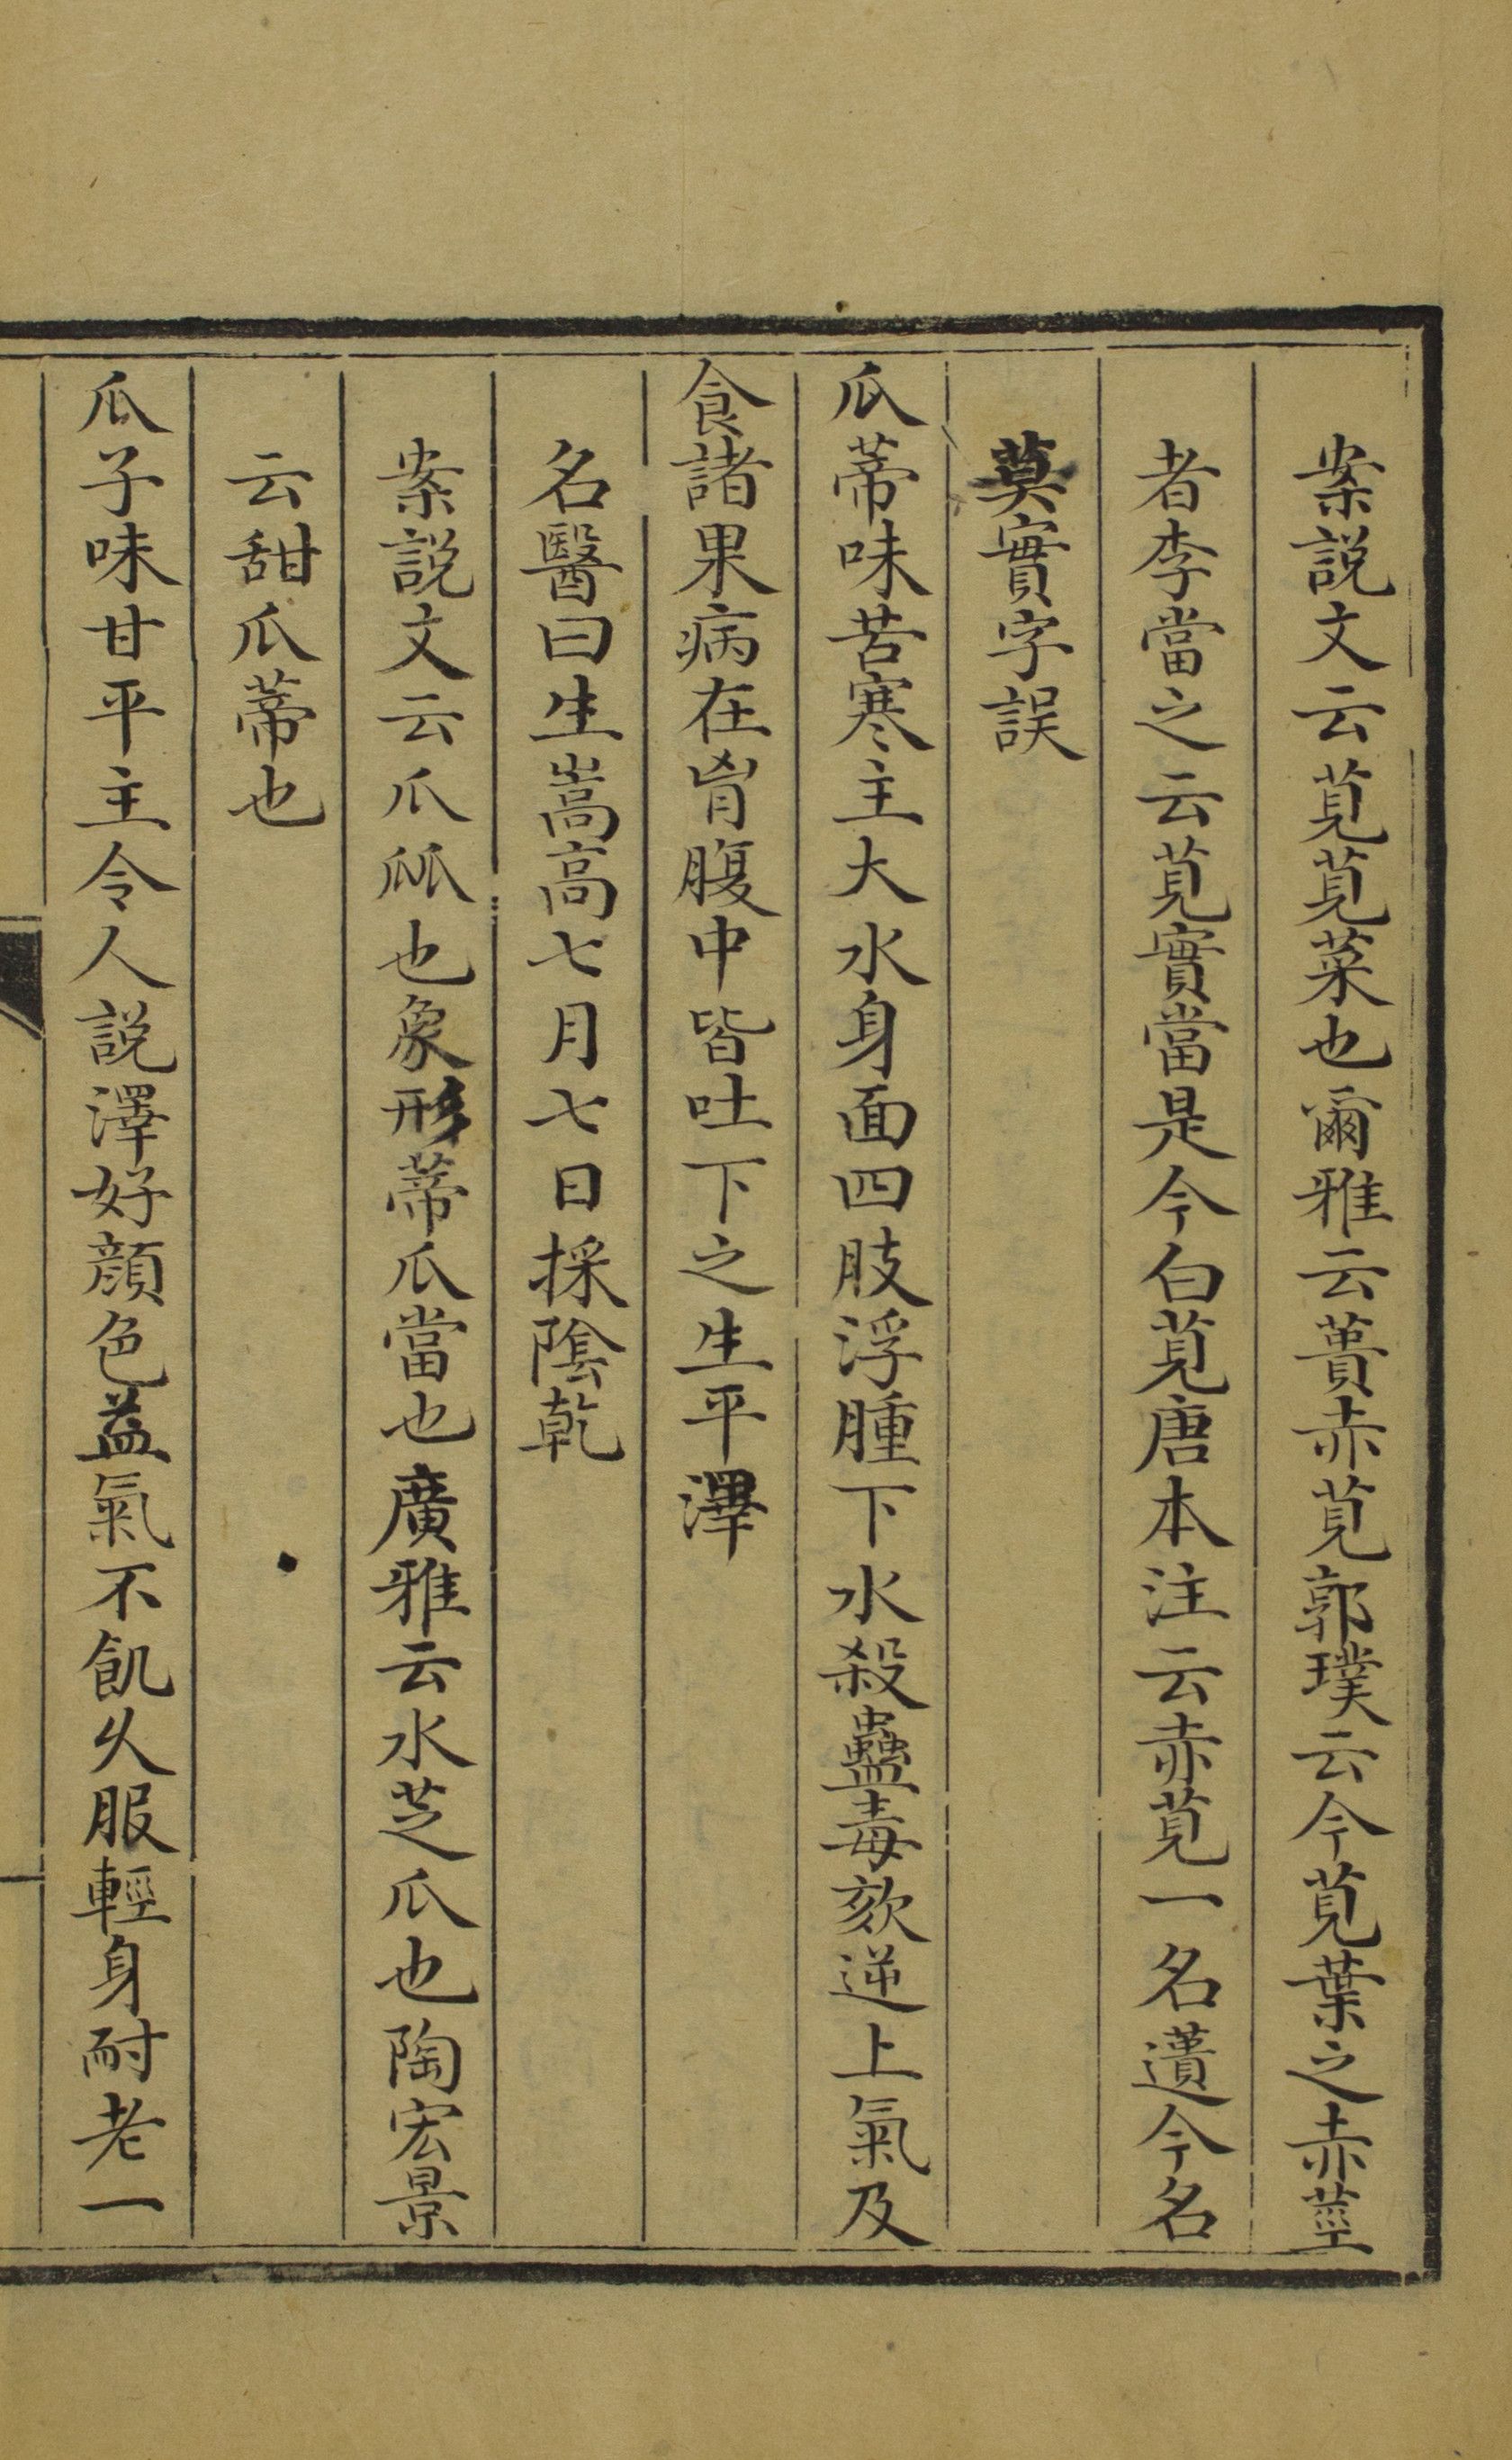 案說文云莧莧菜也爾雅云蕢赤莧郭璞云今莧葉之赤莖
者李當之云莧實當是今白莧唐本注云赤莧一名䕚今名
莫實字誤
瓜蒂味苦寒主大水身面四肢浮腫下水殺蠱毒欬逆上氣及
食諸果病在胷腹中皆吐下之生平澤
名醫曰生嵩高七月七日採陰乾
案說文云瓜㼌也象形蒂瓜當也廣雅云水芝瓜也陶宏景
云甜瓜蒂也
瓜子味甘平主令人說澤好顏色益氣不飢久服輕身耐老一